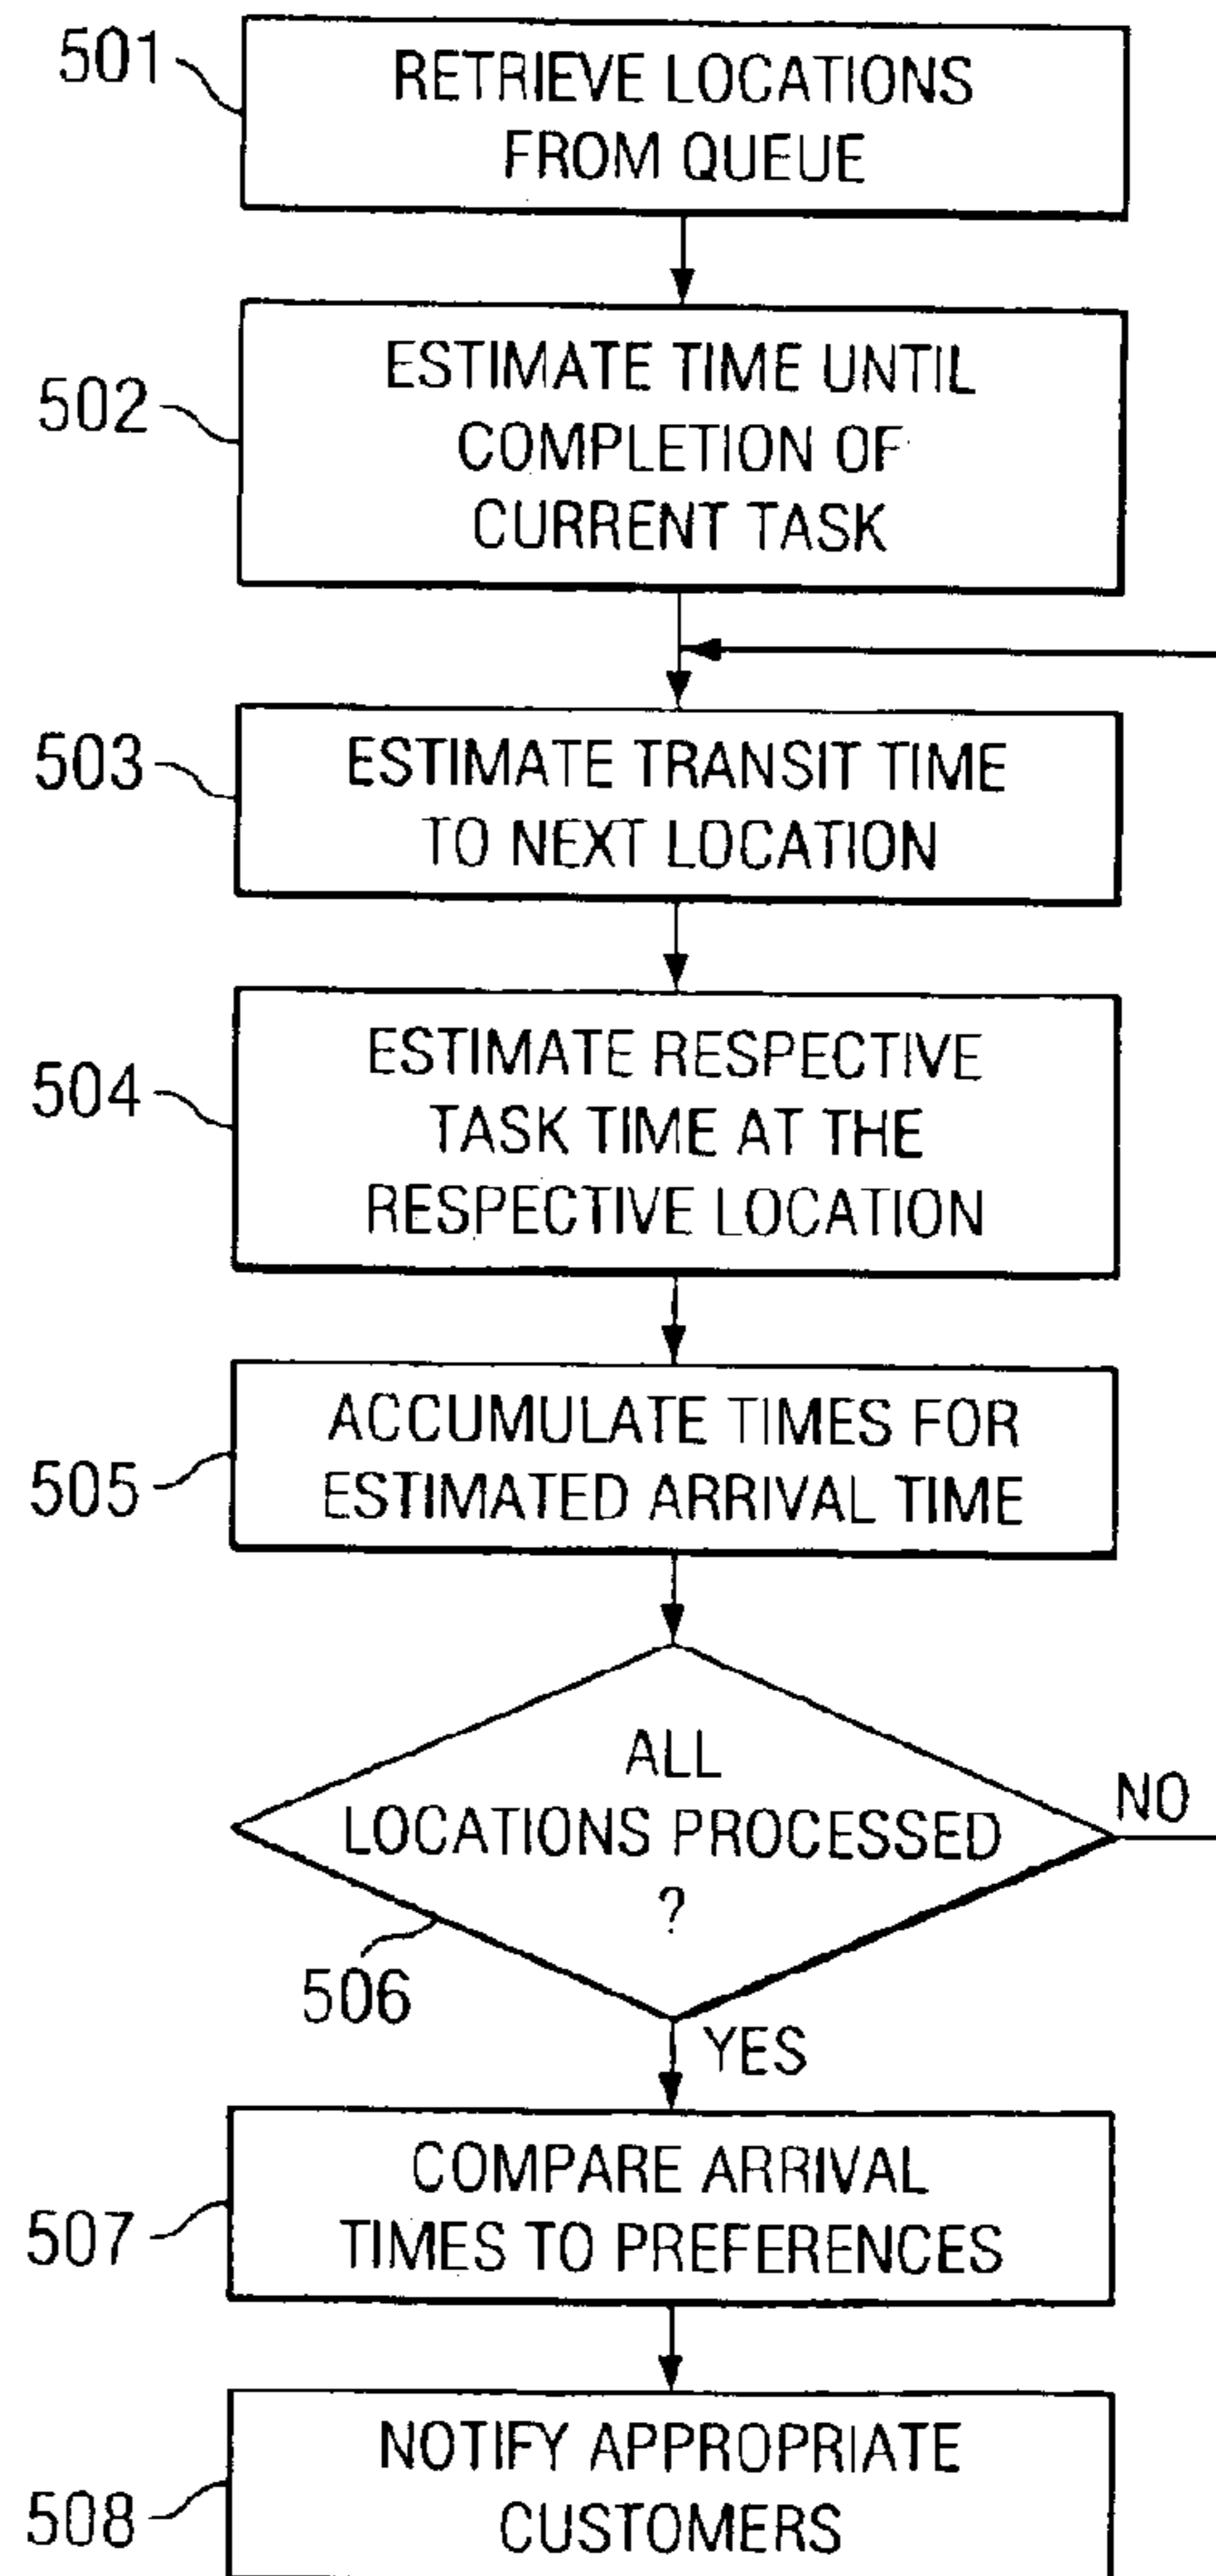 501
RETRIEVE LOCATIONS
FROM QUEUE
502
ESTIMATE TIME UNTIL
COMPLETION OF
CURRENT TASK
503
ESTIMATE TRANSIT TIME
TO NEXT LOCATION
504
ESTIMATE RESPECTIVE
TASK TIME AT THE
RESPECTIVE LOCATION
505
ACCUMULATE TIMES FOR
ESTIMATED ARRIVAL TIME
ALL
LOCATIONS PROCESSED
?
NO
506
YES
507
COMPARE ARRIVAL
TIMES TO PREFERENCES
508
NOTIFY APPROPRIATE
CUSTOMERS